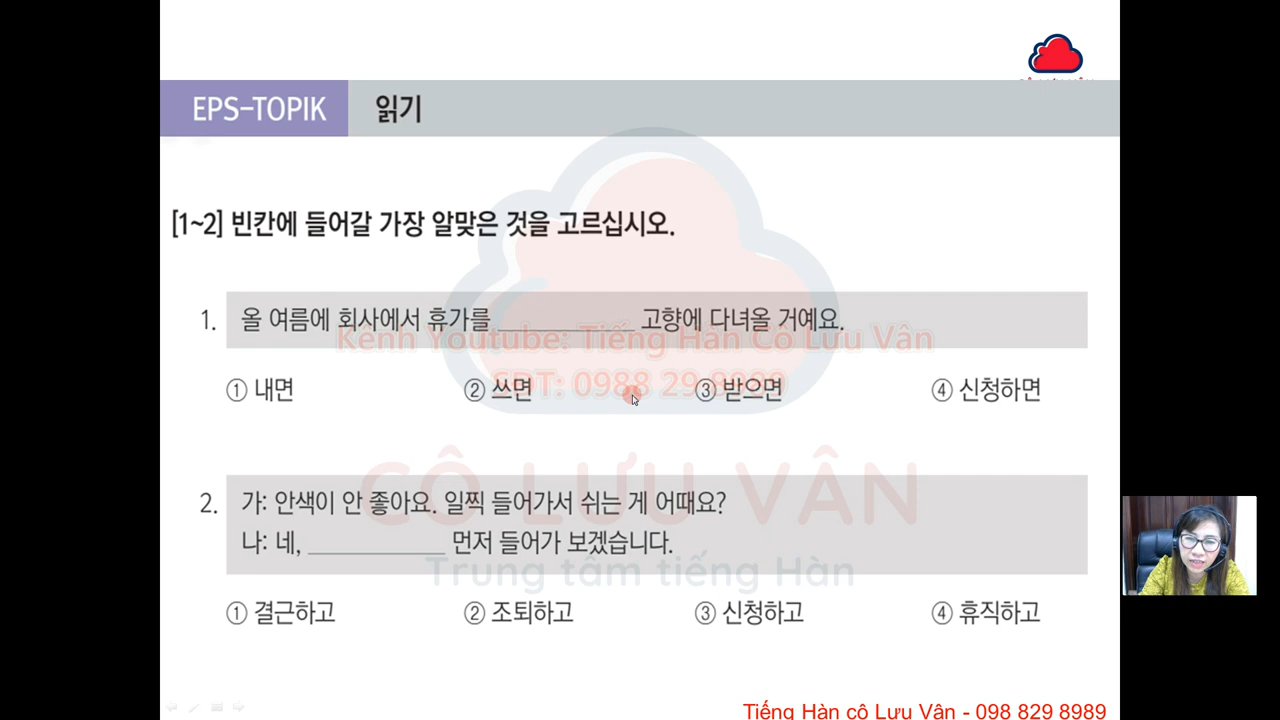 EPS-TOPIK 읽기
[1~2] 빈칸에 들어갈 가장 알맞은 것을 고르십시오.
1. 올 여름에 회사에서 휴가를 ____________ 고향에 다녀올 거예요.
Kênh Youtube: Tiếng Hàn Cô Lưu Vân
SĐT: 0988 29 8989
① 내면 ② 쓰면 ③ 받으면 ④ 신청하면
CÔ LƯU VÂN
2. 가: 안색이 안 좋아요. 일찍 들어가서 쉬는 게 어때요?
나: 네, ____________ 먼저 들어가 보겠습니다.
Trung tâm tiếng Hàn
① 결근하고 ② 조퇴하고 ③ 신청하고 ④ 휴직하고
Tiếng Hàn cô Lưu Vân - 098 829 8989